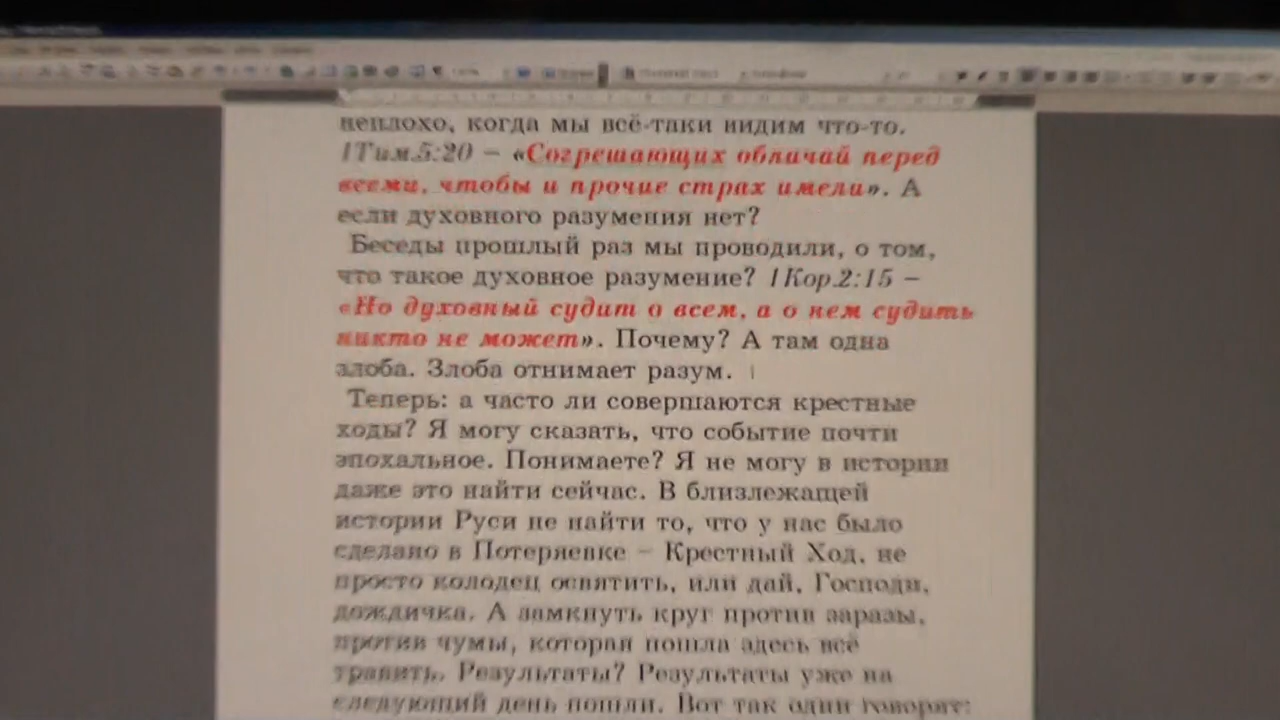 неплохо, когда мы всё-таки видим что-то.
1Тим.5:20 – «Согрешающих обличай перед
всеми, чтобы и прочие страх имели». А
если духовного разумения нет?
Беседы прошлый раз мы проводили, о том,
что такое духовное разумение? 1Кор.2:15 –
«Но духовный судит о всем, а о нем судить
никто не может». Почему? А там одна
злоба. Злоба отнимает разум.
Теперь: а часто ли совершаются крестные
ходы? Я могу сказать, что событие почти
эпохальное. Понимаете? Я не могу в истории
даже это найти сейчас. В близлежащей
истории Руси не найти то, что у нас было
сделано в Потеряевке – Крестный Ход, не
просто колодец освятить, или дай, Господи,
дождичка. А замкнуть круг против заразы,
против чумы, которая пошла здесь всё
травить. Результаты? Результаты уже на
следующий день пошли. Вот так один говорят: